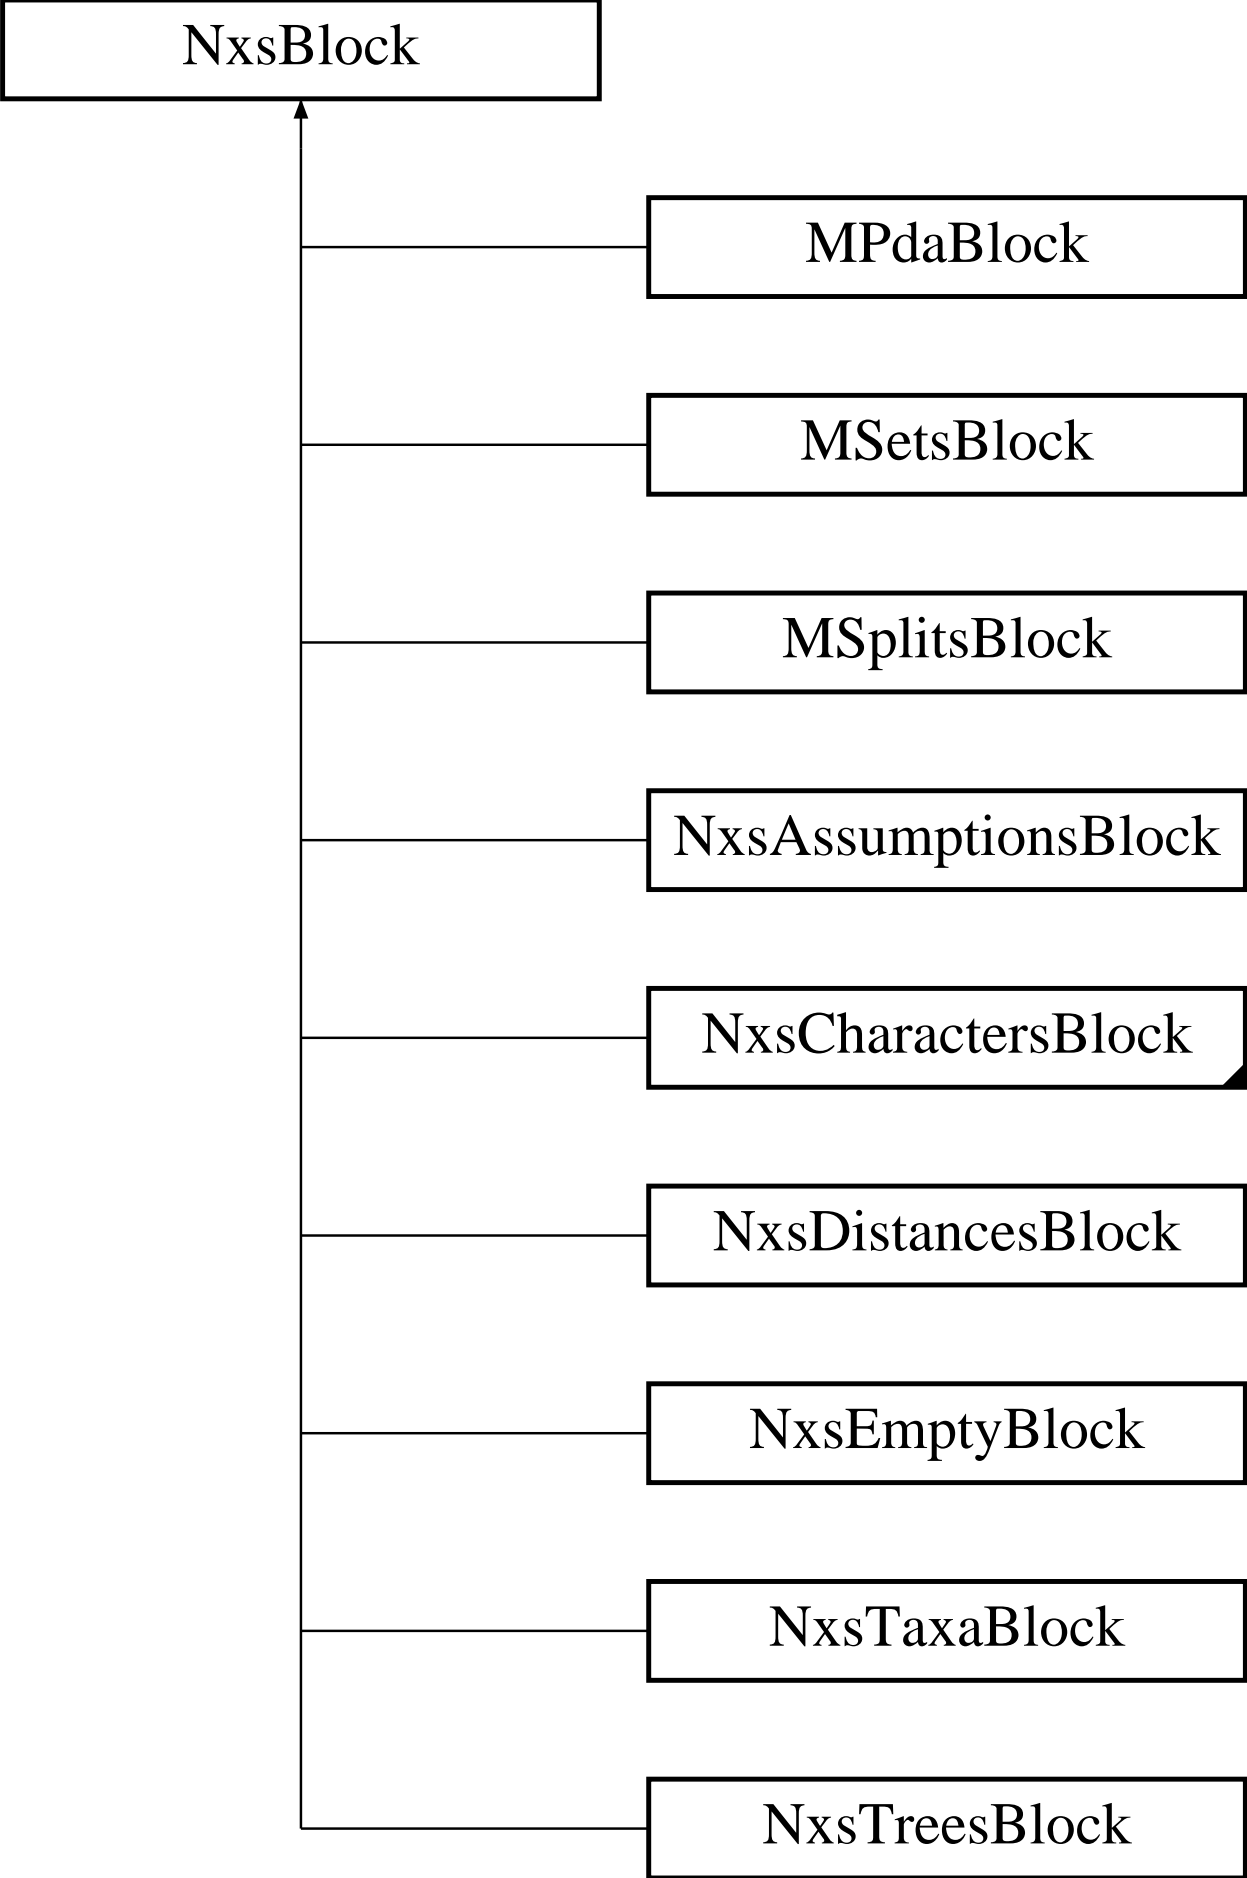 NxsBlock
MPdaBlock
MSetsBlock
MSplitsBlock
NxsAssumptionsBlock
NxsCharactersBlock
NxsDistancesBlock
NxsEmptyBlock
NxsTaxaBlock
NxsTreesBlock